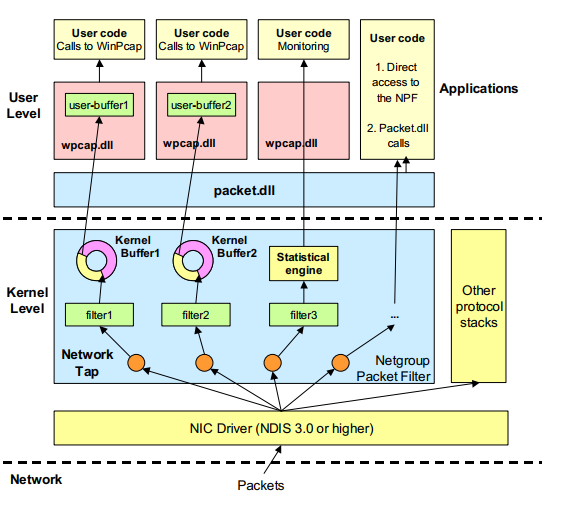 User code
Calls to WinPcap
User code
Calls to WinPcap
User code
Monitoring
User code
1. Direct
access to
the NPF
2. Packet.dll
calls
Applications
User
Level
user-buffer1
wpcap.dll
user-buffer2
wpcap.dll
wpcap.dll
packet.dll
Kernel
Level
Kernel
Buffer1
Kernel
Buffer2
Statistical
engine
filter1
filter2
filter3
...
Other
protocol
stacks
Network
Tap
Netgroup
Packet Filter
NIC Driver (NDIS 3.0 or higher)
Network
Packets